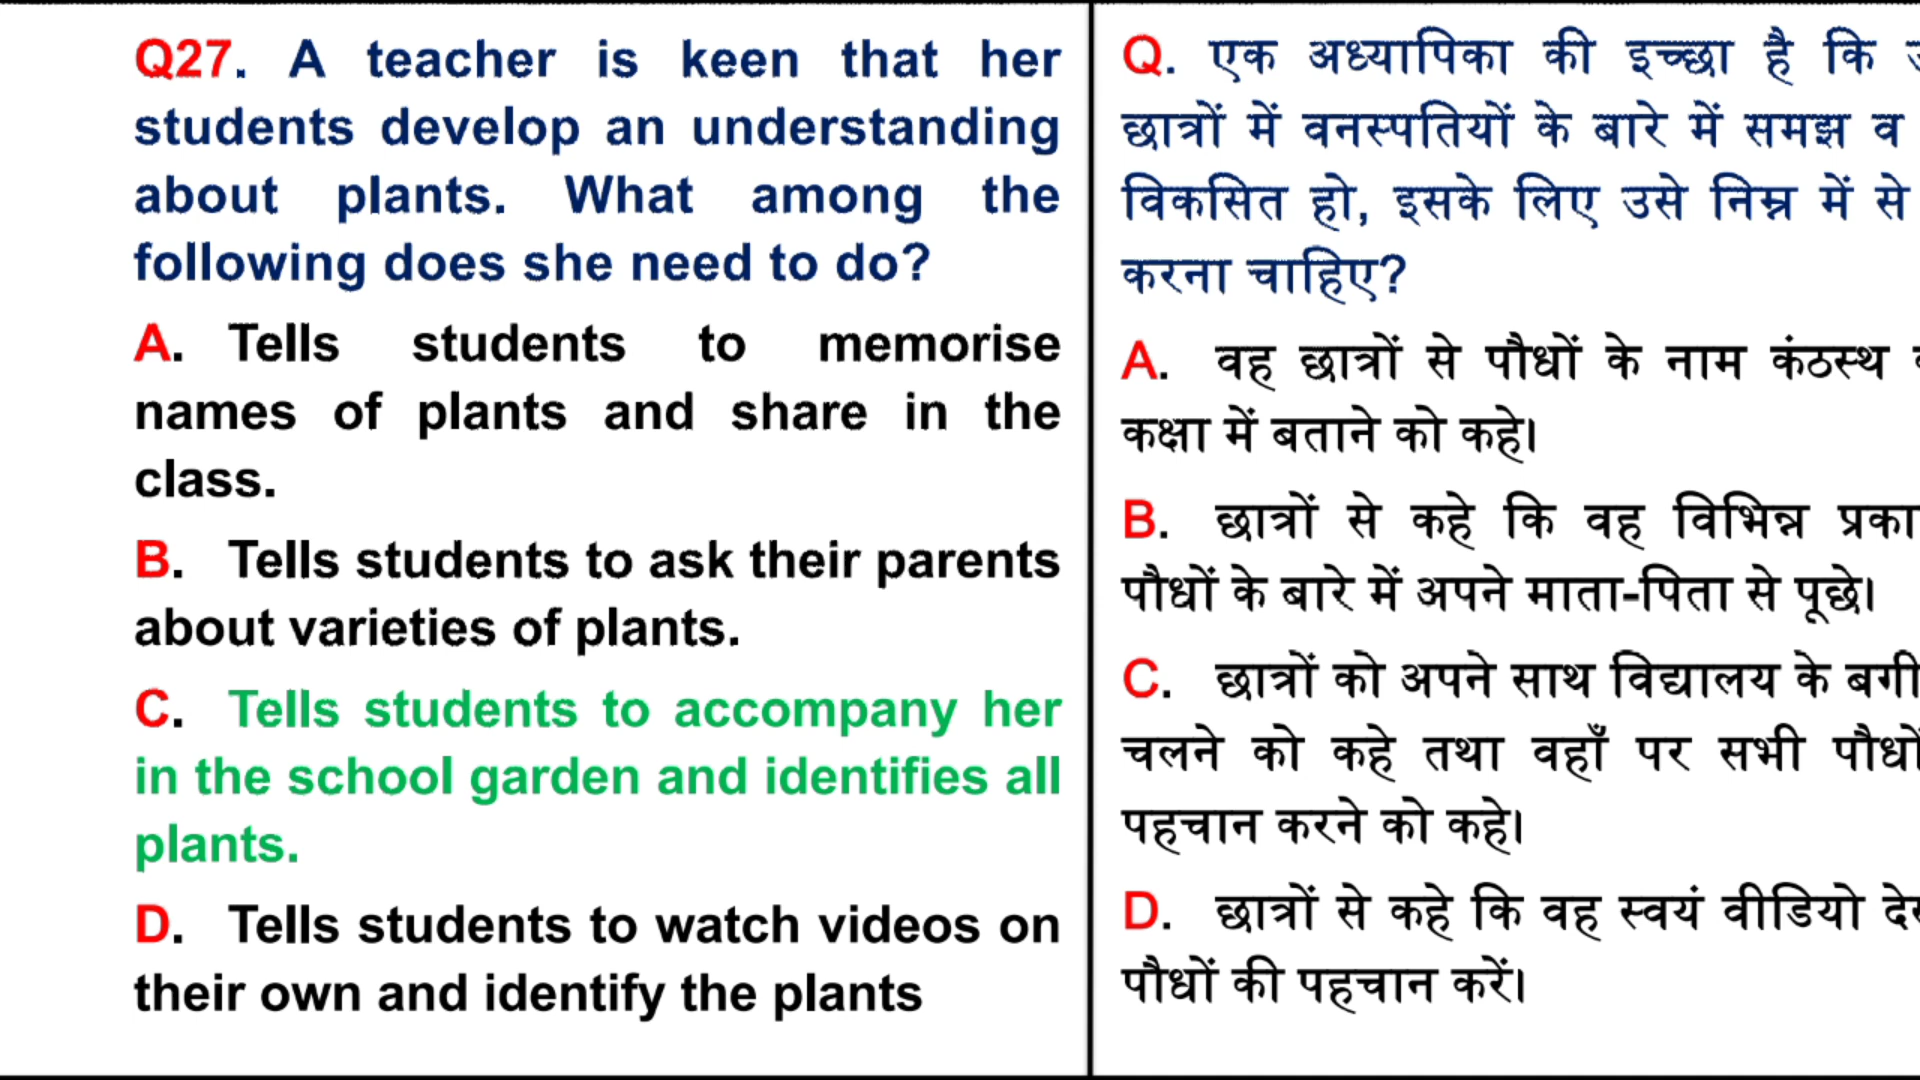 Q27. A teacher is keen that her
students develop an understanding
about plants. What among the
following does she need to do?
A. Tells students to memorise
names of plants and share in the
class.
B. Tells students to ask their parents
about varieties of plants.
C. Tells students to accompany her
in the school garden and identifies all
plants.
D. Tells students to watch videos on
their own and identify the plants
Q. एक अध्यापिका की इच्छा है कि
छात्रों में वनस्पतियों के बारे में समझ व
विकसित हो, इसके लिए उसे निम्न में से
करना चाहिए?
A. वह छात्रों से पौधों के नाम कंठस्थ
कक्षा में बताने को कहे।
B. छात्रों से कहे कि वह विभिन्न प्रका
पौधों के बारे में अपने माता-पिता से पूछे।
C. छात्रों को अपने साथ विद्यालय के बगी
चलने को कहे तथा वहाँ पर सभी पौधों
पहचान करने को कहे।
D. छात्रों से कहे कि वह स्वयं वीडियो
पौधों की पहचान करें।